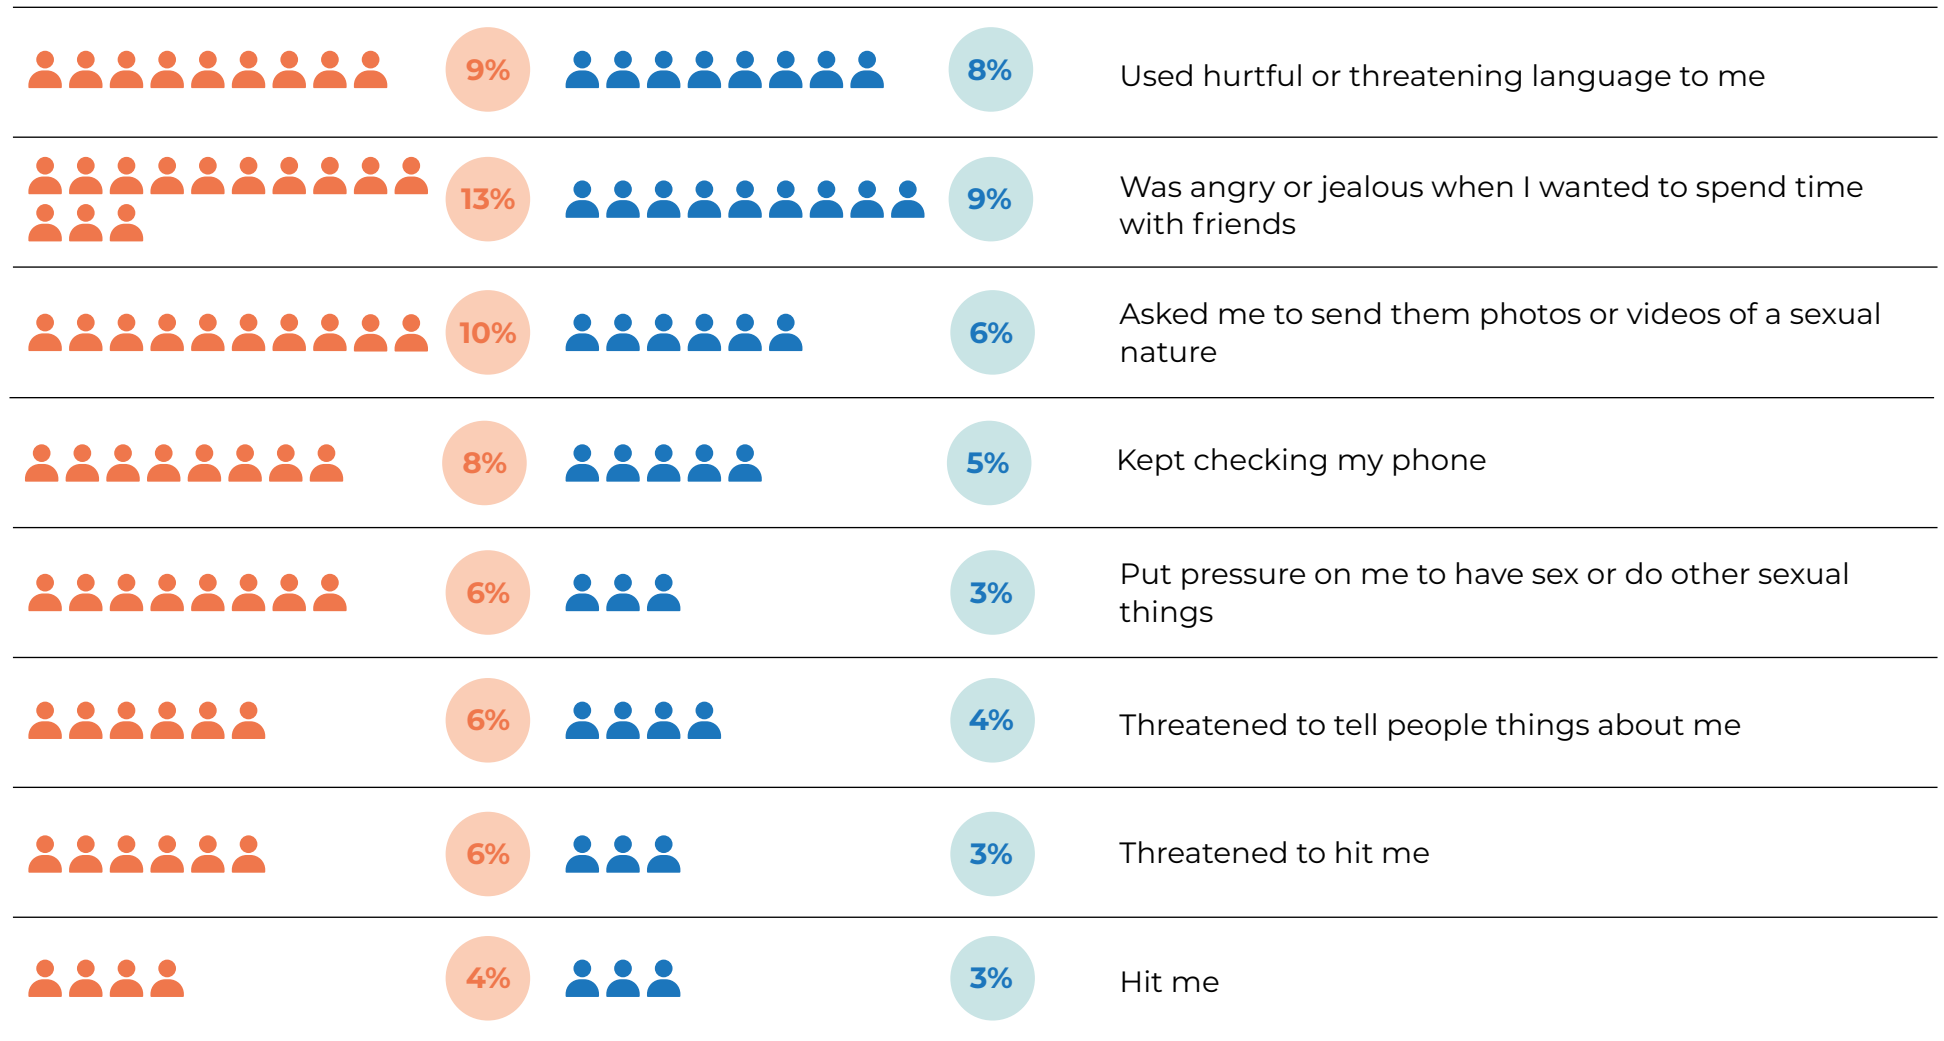 9% 8% Used hurtful or threatening language to me
13% 9% Was angry or jealous when I wanted to spend time
with friends
10% 6% Asked me to send them photos or videos of a sexual
nature
8% 5% Kept checking my phone
6% 3% Put pressure on me to have sex or do other sexual
things
6% 4% Threatened to tell people things about me
6% 3% Threatened to hit me
4% 3% Hit me